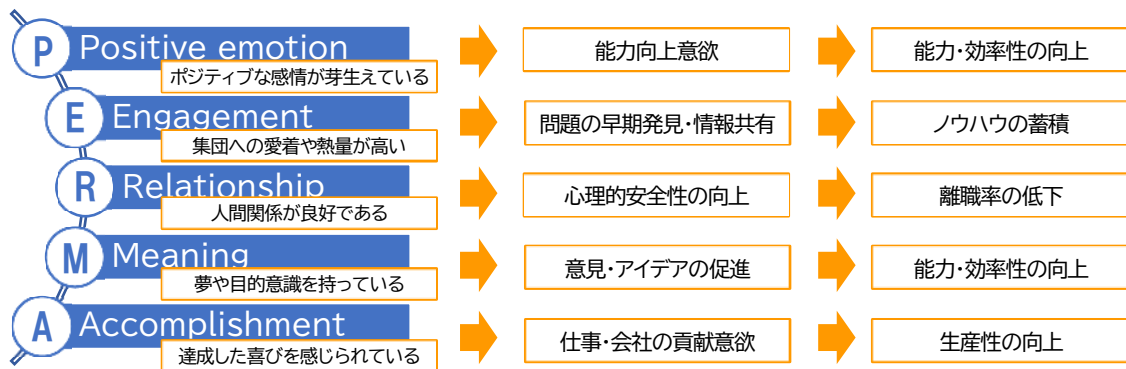 P Positive emotion
ポジティブな感情が芽生えている
能力向上意欲
能力・効率性の向上
E Engagement
集団への愛着や熱量が高い
問題の早期発見・情報共有
ノウハウの蓄積
R Relationship
人間関係が良好である
心理的安全性の向上
離職率の低下
M Meaning
夢や目的意識を持っている
意見・アイデアの促進
能力・効率性の向上
A Accomplishment
達成した喜びを感じられている
仕事・会社の貢献意欲
生産性の向上